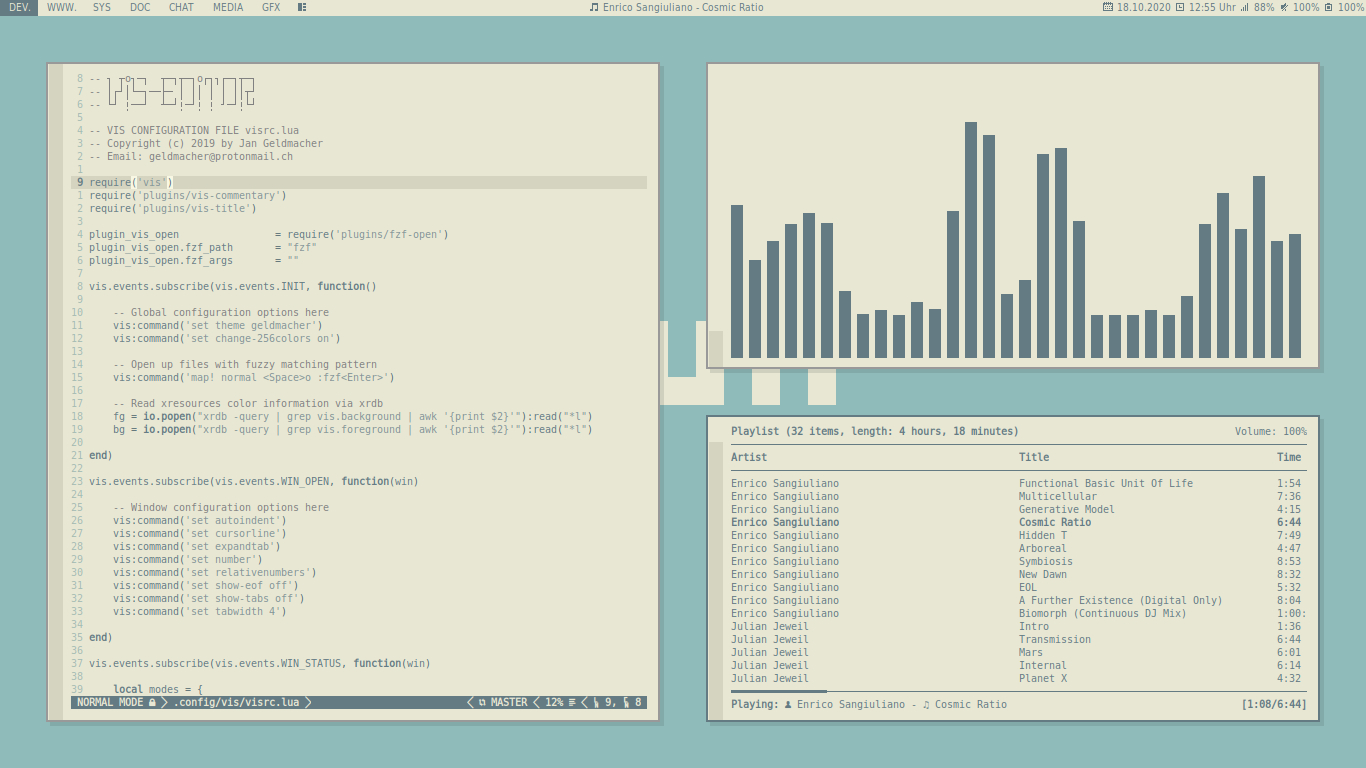 DEV. WWW. SYS DOC CHAT MEDIA GFX
Enrico Sangiuliano - Cosmic Ratio
18.10.2020 12:55 Uhr 88% 100% 100%
8 --
7 --
6 --
VIS-EDITOR
5
4 -- VIS CONFIGURATION FILE visrc.lua
3 -- Copyright (c) 2019 by Jan Geldmacher
2 -- Email: geldmacher@protonmail.ch
1
9 require('vis')
1 require('plugins/vis-commentary')
2 require('plugins/vis-title')
3
4 plugin_vis_open = require('plugins/fzf-open')
5 plugin_vis_open.fzf_path = "fzf"
6 plugin_vis_open.fzf_args = ""
7
8 vis.events.subscribe(vis.events.INIT, function()
9
10 -- Global configuration options here
11 vis:command('set theme geldmacher')
12 vis:command('set change-256colors on')
13
14 -- Open up files with fuzzy matching pattern
15 vis:command('map! normal <Space>o :fzf<Enter>')
16
17 -- Read xresources color information via xrdb
18 fg = io.popen("xrdb -query | grep vis.background | awk '{print $2}'"):read("*l")
19 bg = io.popen("xrdb -query | grep vis.foreground | awk '{print $2}'"):read("*l")
20
21 end)
22
23 vis.events.subscribe(vis.events.WIN_OPEN, function(win)
24
25 -- Window configuration options here
26 vis:command('set autoindent')
27 vis:command('set cursorline')
28 vis:command('set expandtab')
29 vis:command('set number')
30 vis:command('set relativenumbers')
31 vis:command('set show-eof off')
32 vis:command('set show-tabs off')
33 vis:command('set tabwidth 4')
34
35 end)
36
37 vis.events.subscribe(vis.events.WIN_STATUS, function(win)
38
39 local modes = {
NORMAL MODE .config/vis/visrc.lua MASTER 12% 9, 8
Playlist (32 items, length: 4 hours, 18 minutes) Volume: 100%
Artist Title Time
Enrico Sangiuliano Functional Basic Unit Of Life 1:54
Enrico Sangiuliano Multicellular 7:36
Enrico Sangiuliano Generative Model 4:15
Enrico Sangiuliano Cosmic Ratio 6:44
Enrico Sangiuliano Hidden T 7:49
Enrico Sangiuliano Arboreal 4:47
Enrico Sangiuliano Symbiosis 8:53
Enrico Sangiuliano New Dawn 8:32
Enrico Sangiuliano EOL 5:32
Enrico Sangiuliano A Further Existence (Digital Only) 8:04
Enrico Sangiuliano Biomorph (Continuous DJ Mix) 1:00:
Julian Jeweil Intro 1:36
Julian Jeweil Transmission 6:44
Julian Jeweil Mars 6:01
Julian Jeweil Internal 6:14
Julian Jeweil Planet X 4:32
Playing: Enrico Sangiuliano - ♫ Cosmic Ratio [1:08/6:44]